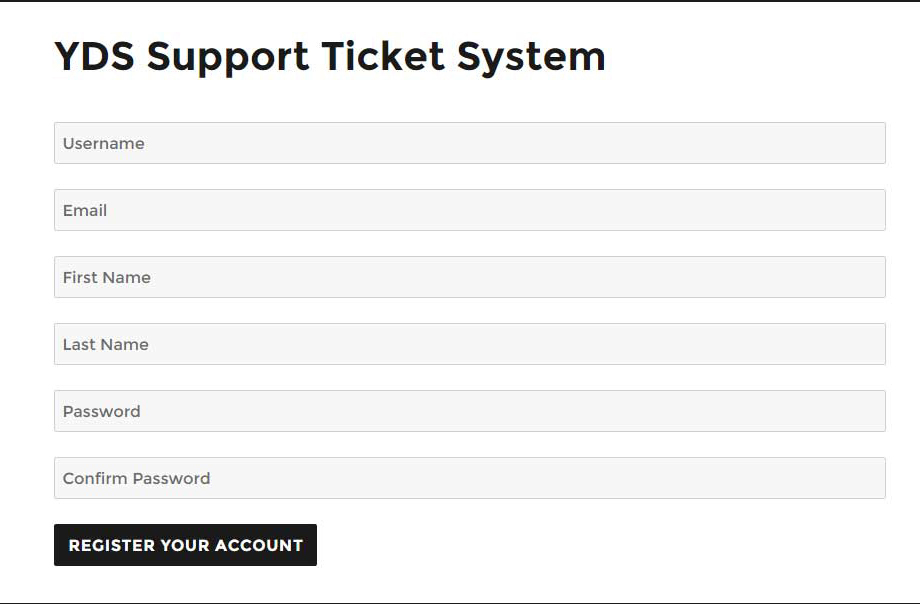 YDS Support Ticket System
Username
Email
First Name
Last Name
Password
Confirm Password
REGISTER YOUR ACCOUNT